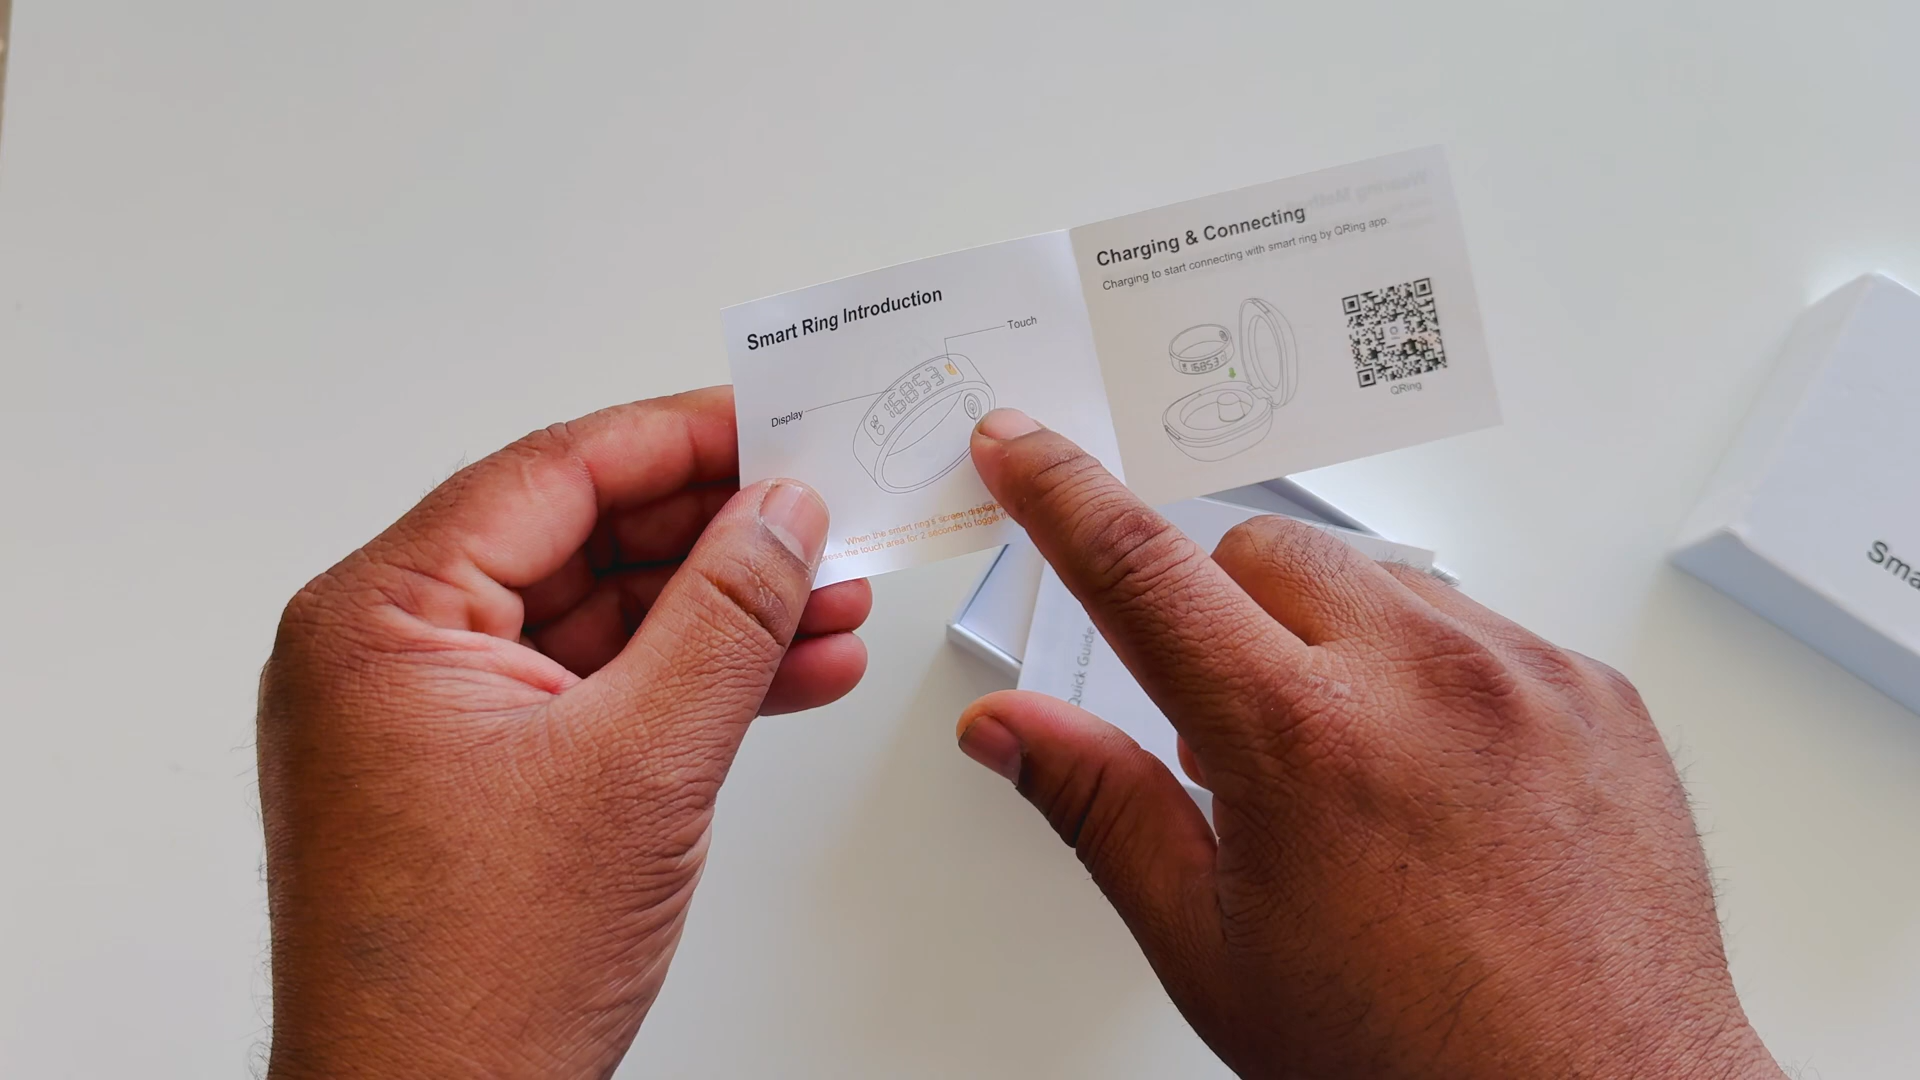 Smart Ring Introduction
Touch
16853
Display
When the smart ring's screen displays
press the touch area for 2 seconds to toggle
Charging & Connecting
Charging to start connecting with smart ring by QRing app.
16853
QRing
Quick Guide
Sma